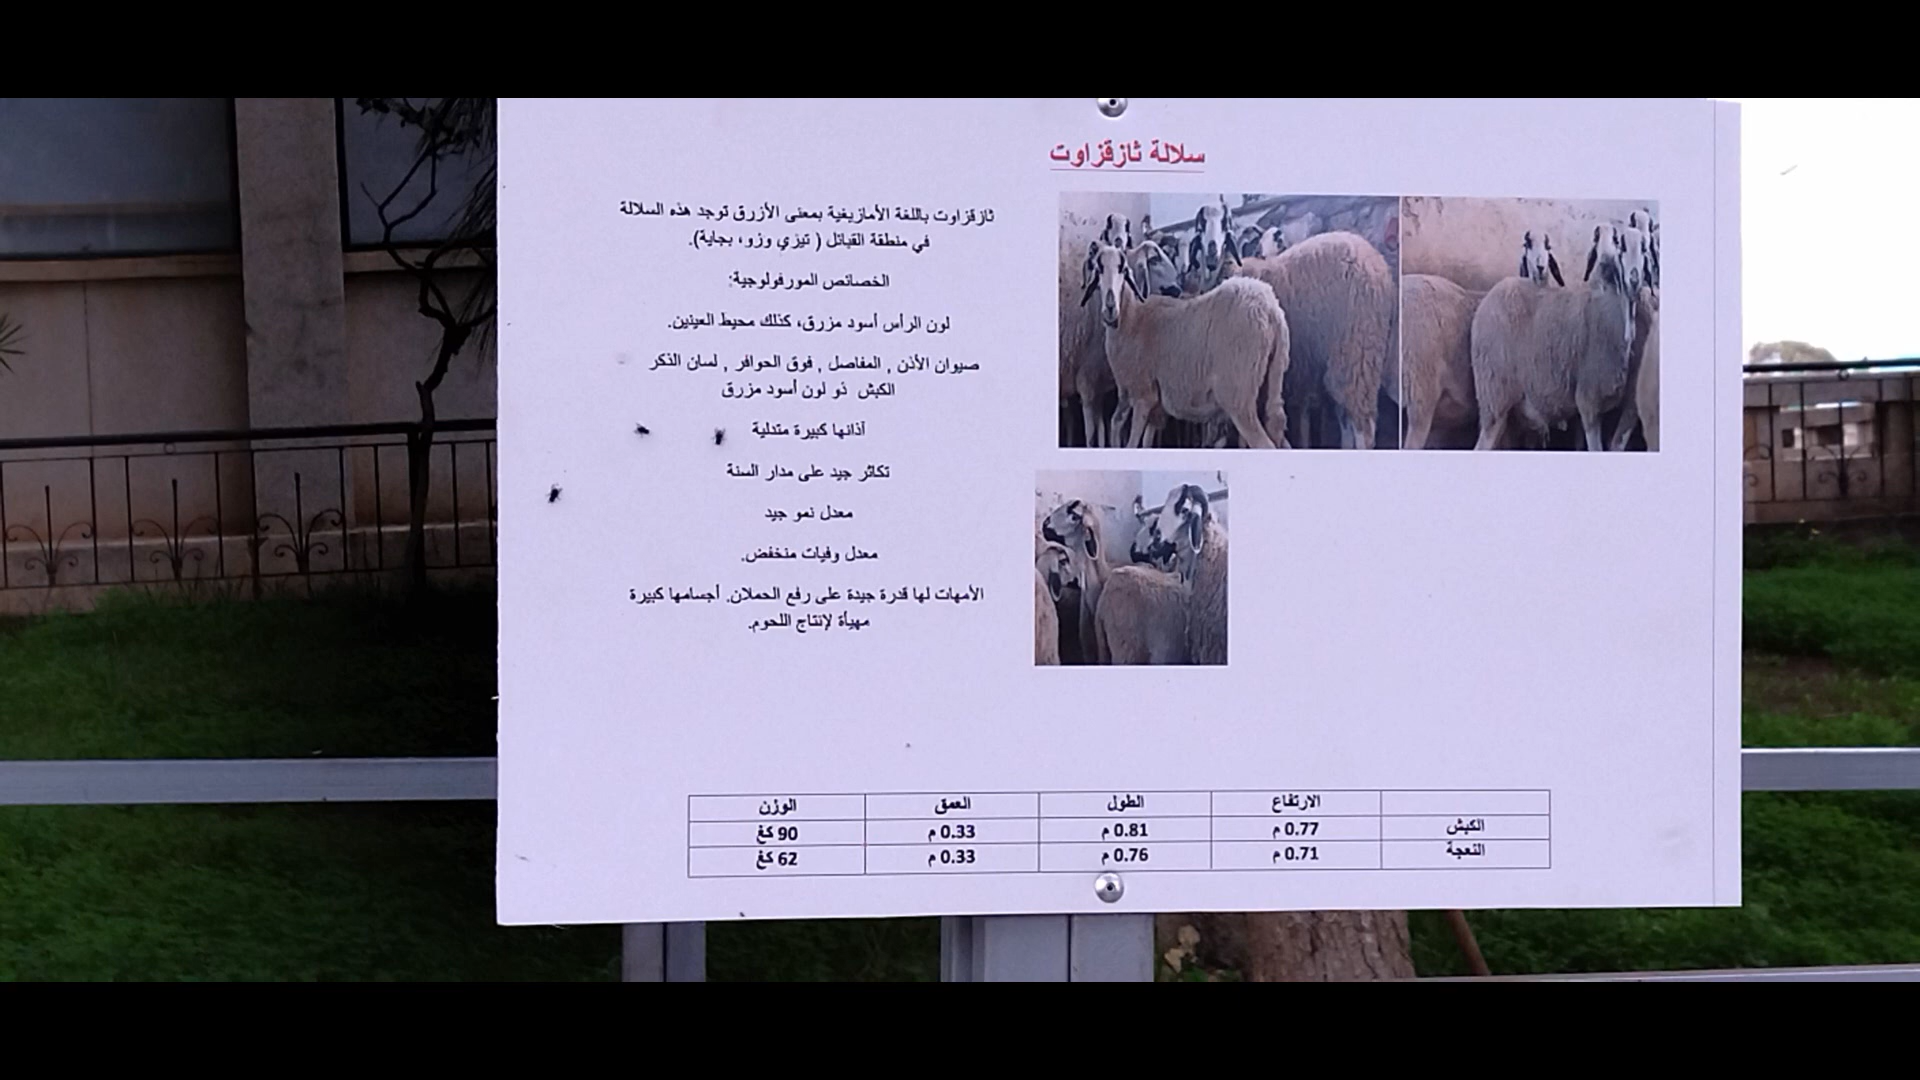 سلالة ثازقزاوت
ثازقزاوت باللغة الأمازيغية بمعنى الأزرق توجد هذه السلالة
في منطقة القبائل ( تيزي وزو، بجاية).
الخصائص المورفولوجية:
لون الرأس أسود مزرق، كذلك محيط العينين.
صيوان الأذن , المفاصل , فوق الحوافر , لسان الذكر
الكبش ذو لون أسود مزرق
أذانها كبيرة متدلية
تكاثر جيد على مدار السنة
معدل نمو جيد
معدل وفيات منخفض.
الأمهات لها قدرة جيدة على رفع الحملان. أجسامها كبيرة
مهيأة لإنتاج اللحوم.
الارتفاع الطول العمق الوزن
الكبش 0.77 م 0.81 م 0.33 م 90 كغ
النعجة 0.71 م 0.76 م 0.33 م 62 كغ